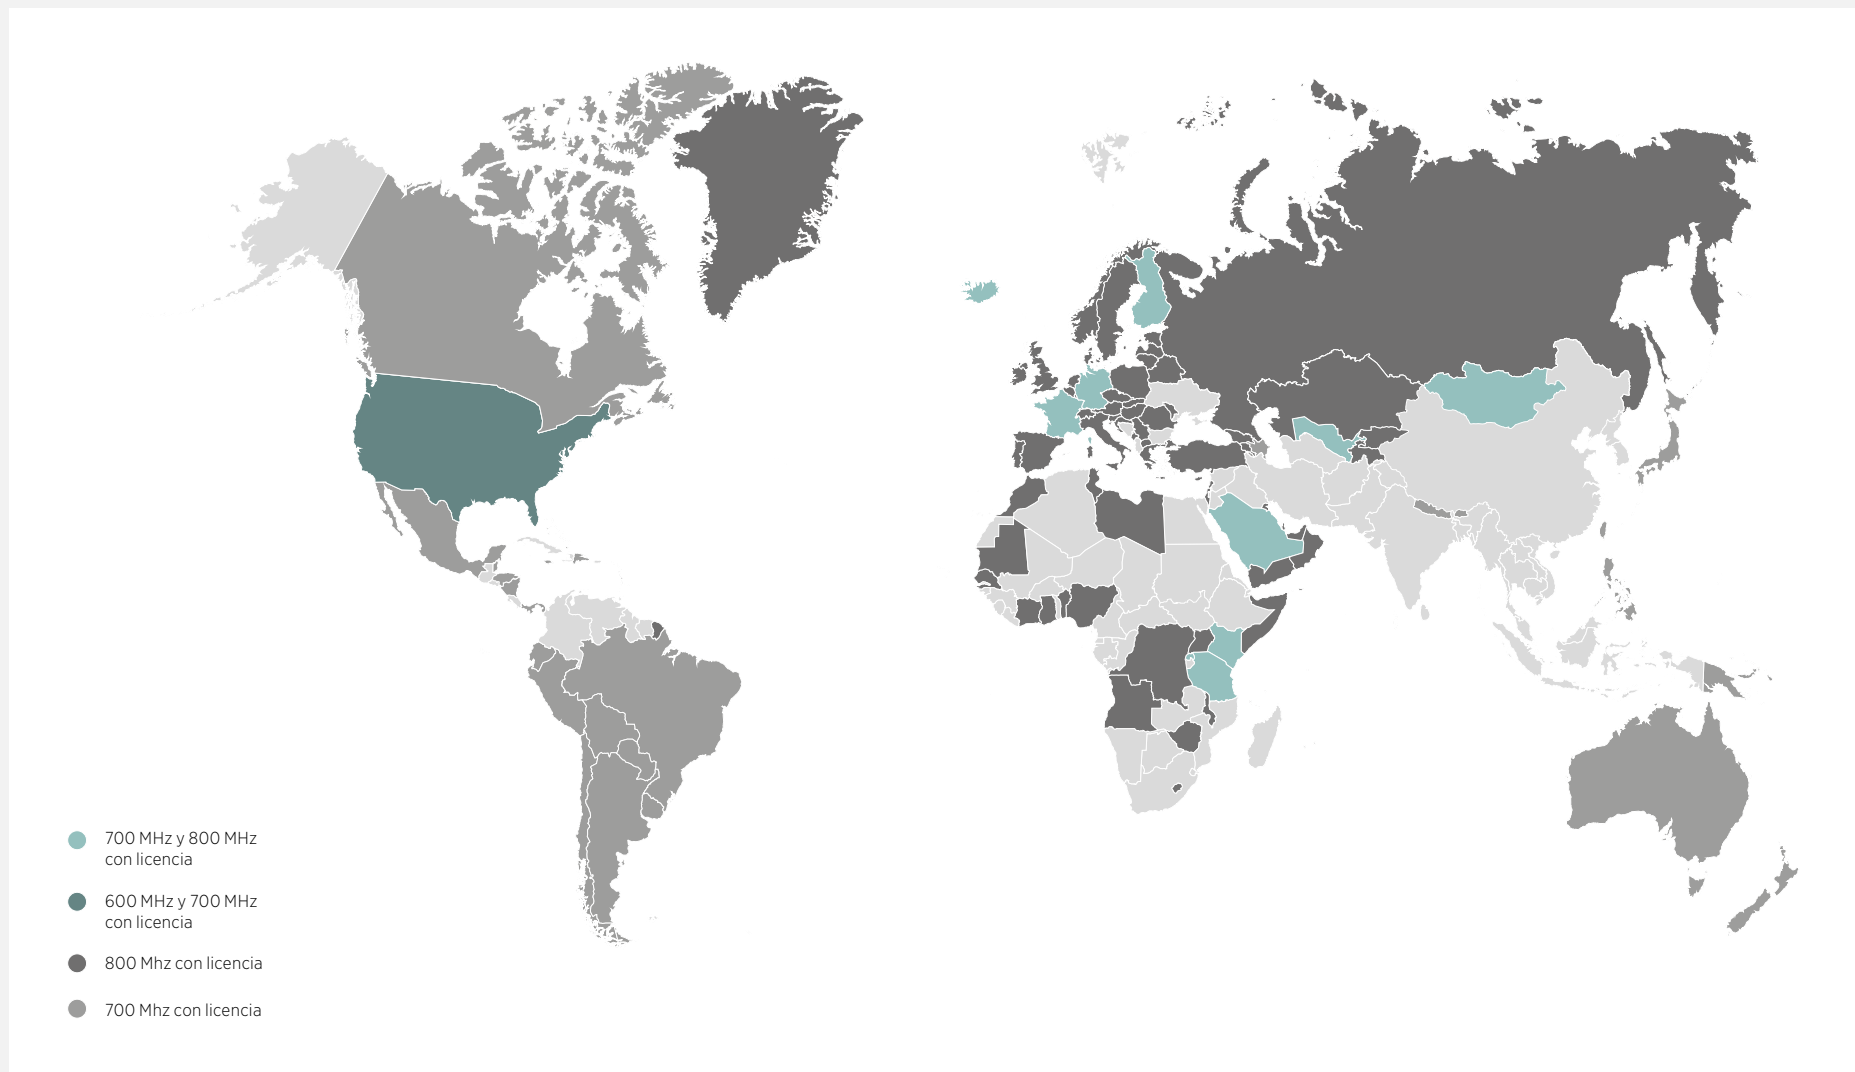 700 MHz y 800 MHz
con licencia
600 MHz y 700 MHz
con licencia
800 Mhz con licencia
700 Mhz con licencia